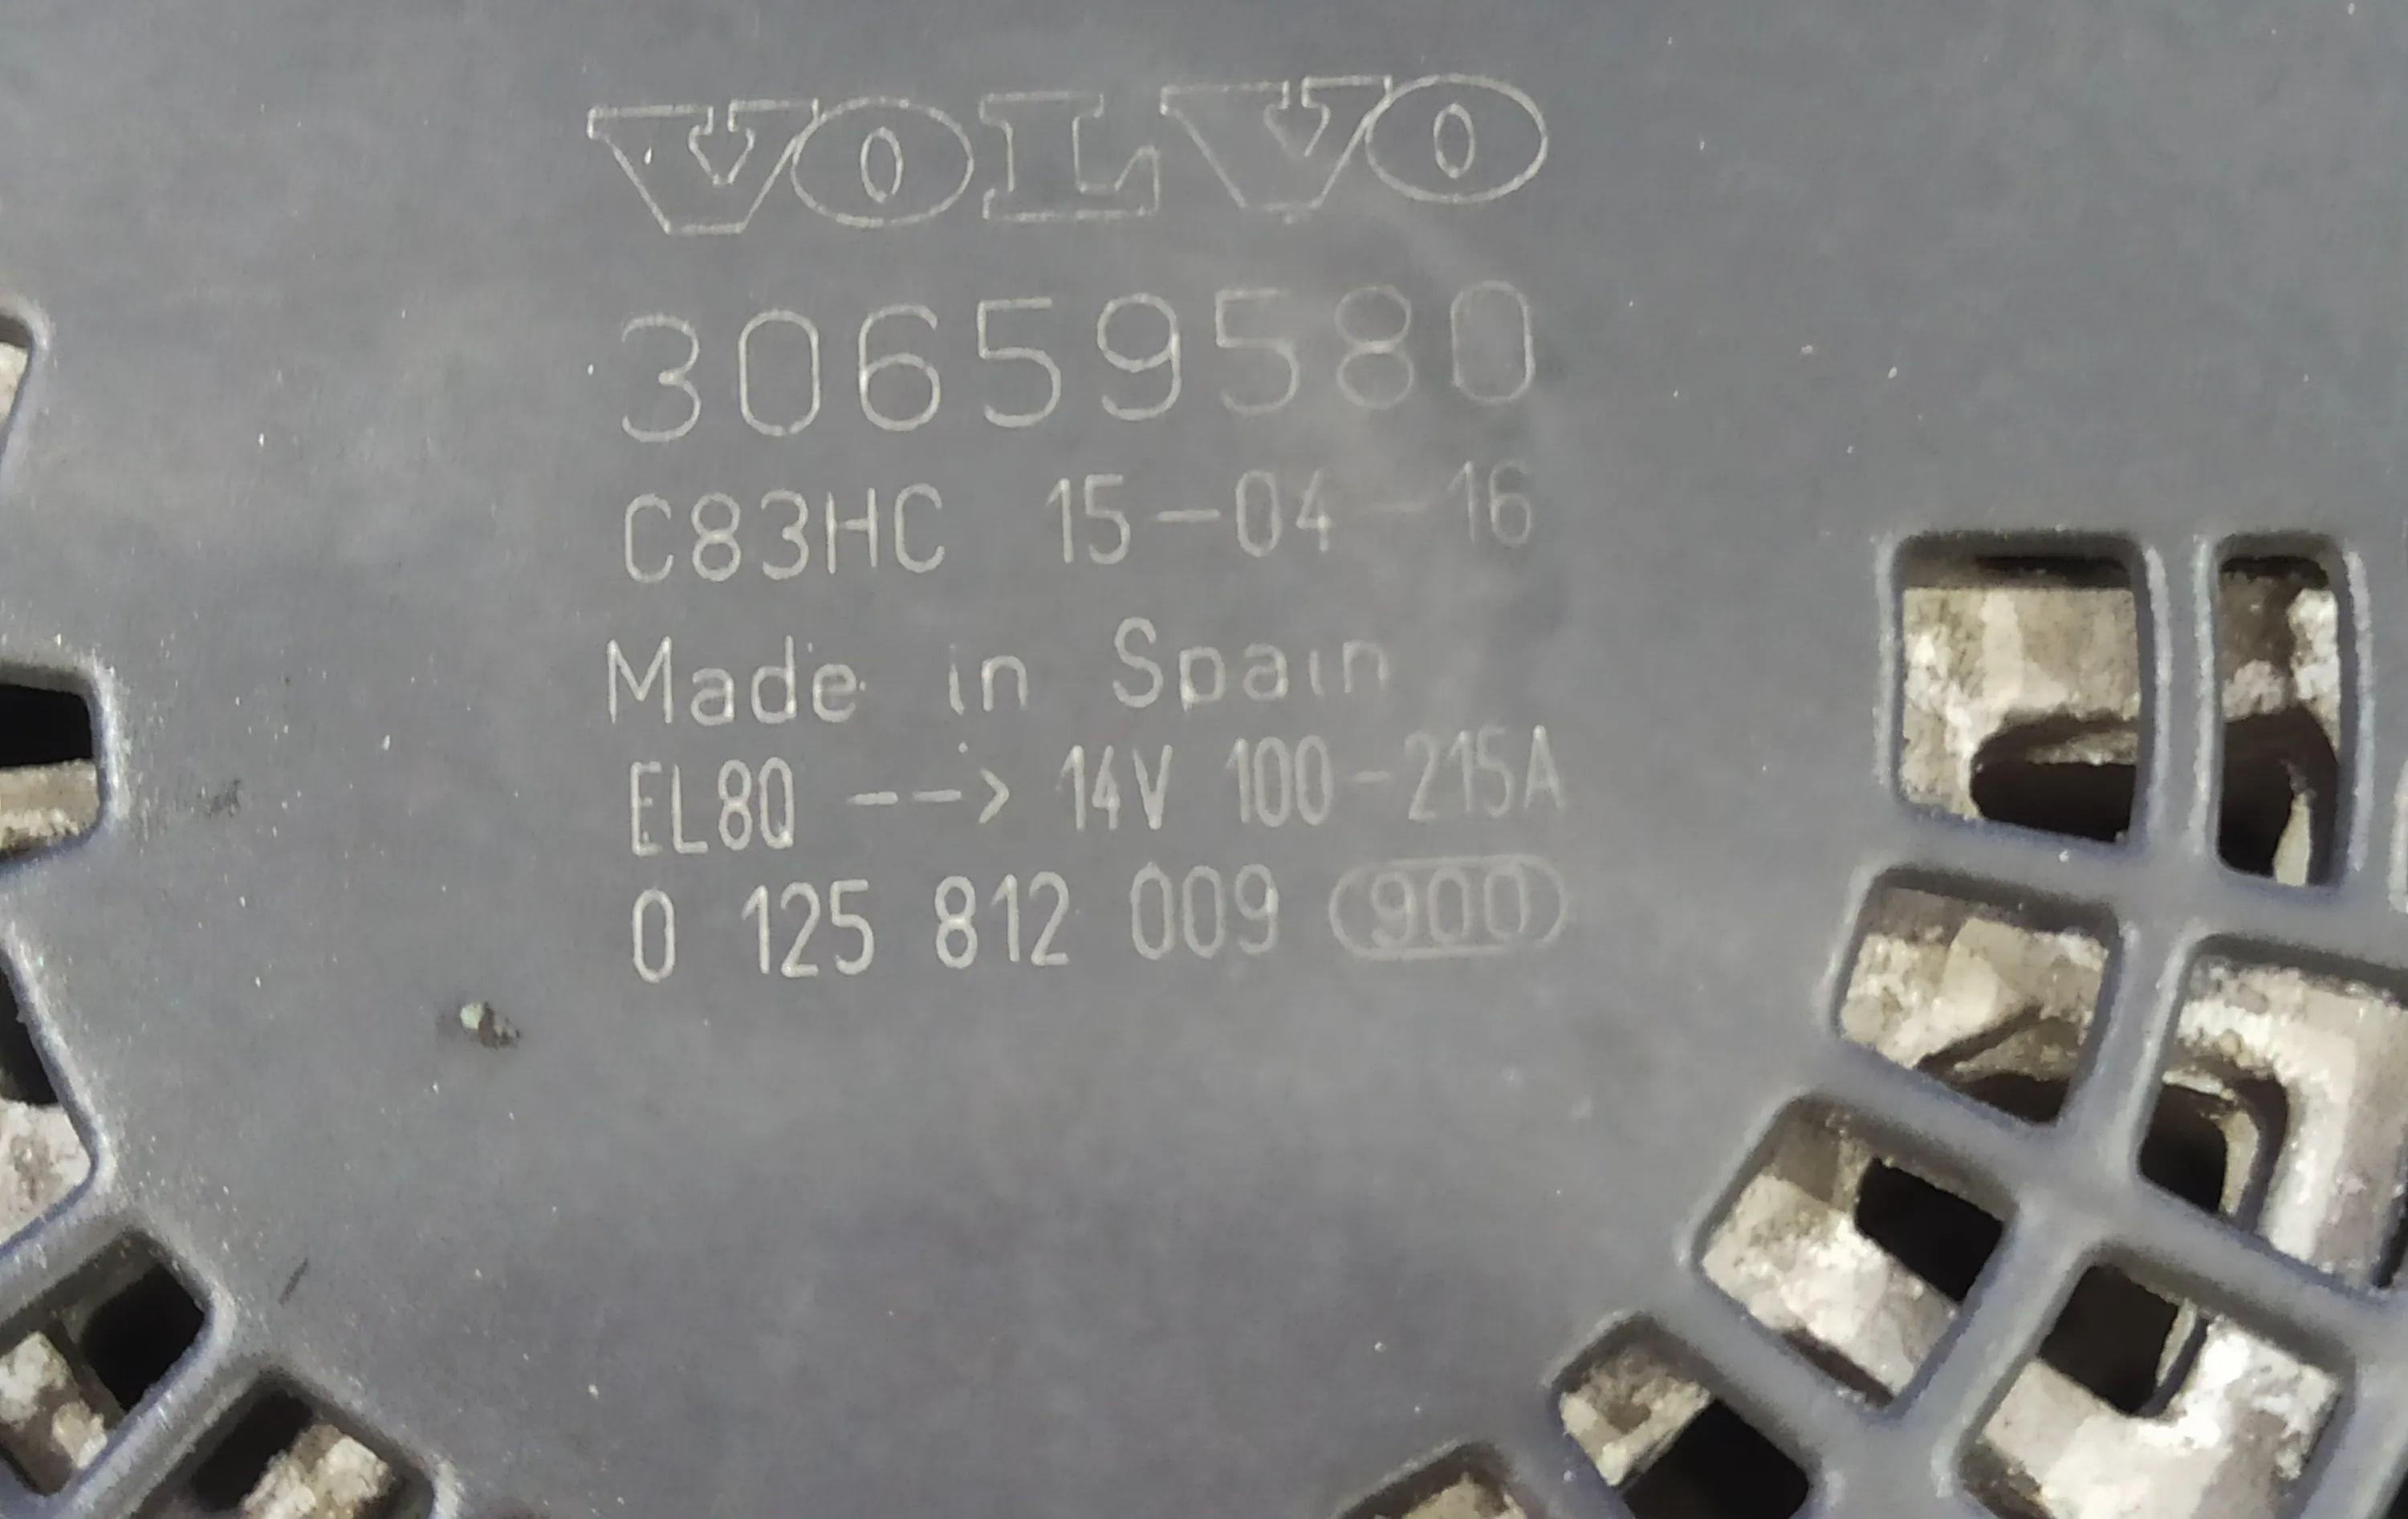 VOLVO
30659580
C83HC 15-04-16
Made in Spain
EL8Q --> 14V 100-215A
0 125 812 009 900